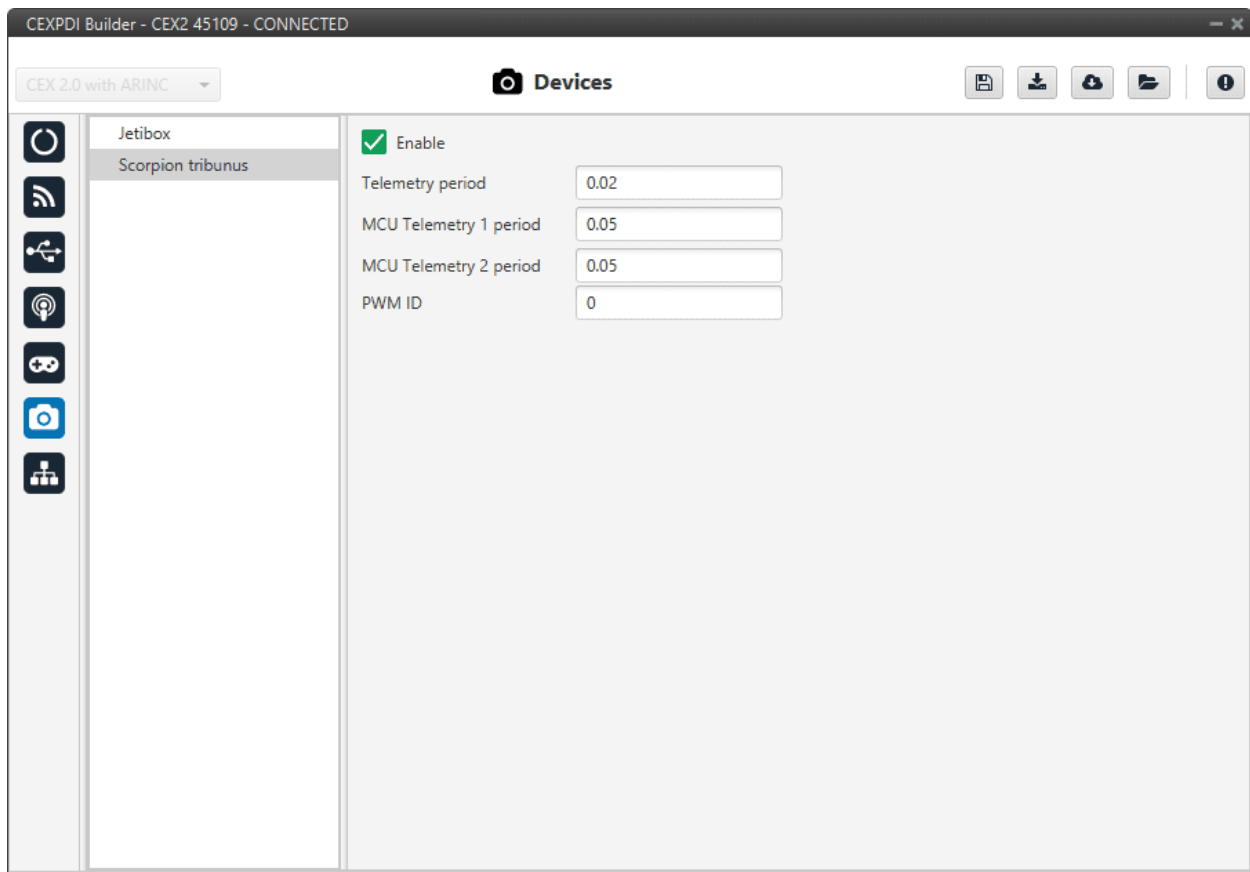 CEXPDI Builder - CEX2 45109 - CONNECTED
CEX 2.0 with ARINC
Devices
Jetibox
Scorpion tribunus
Enable
Telemetry period 0.02
MCU Telemetry 1 period 0.05
MCU Telemetry 2 period 0.05
PWM ID 0